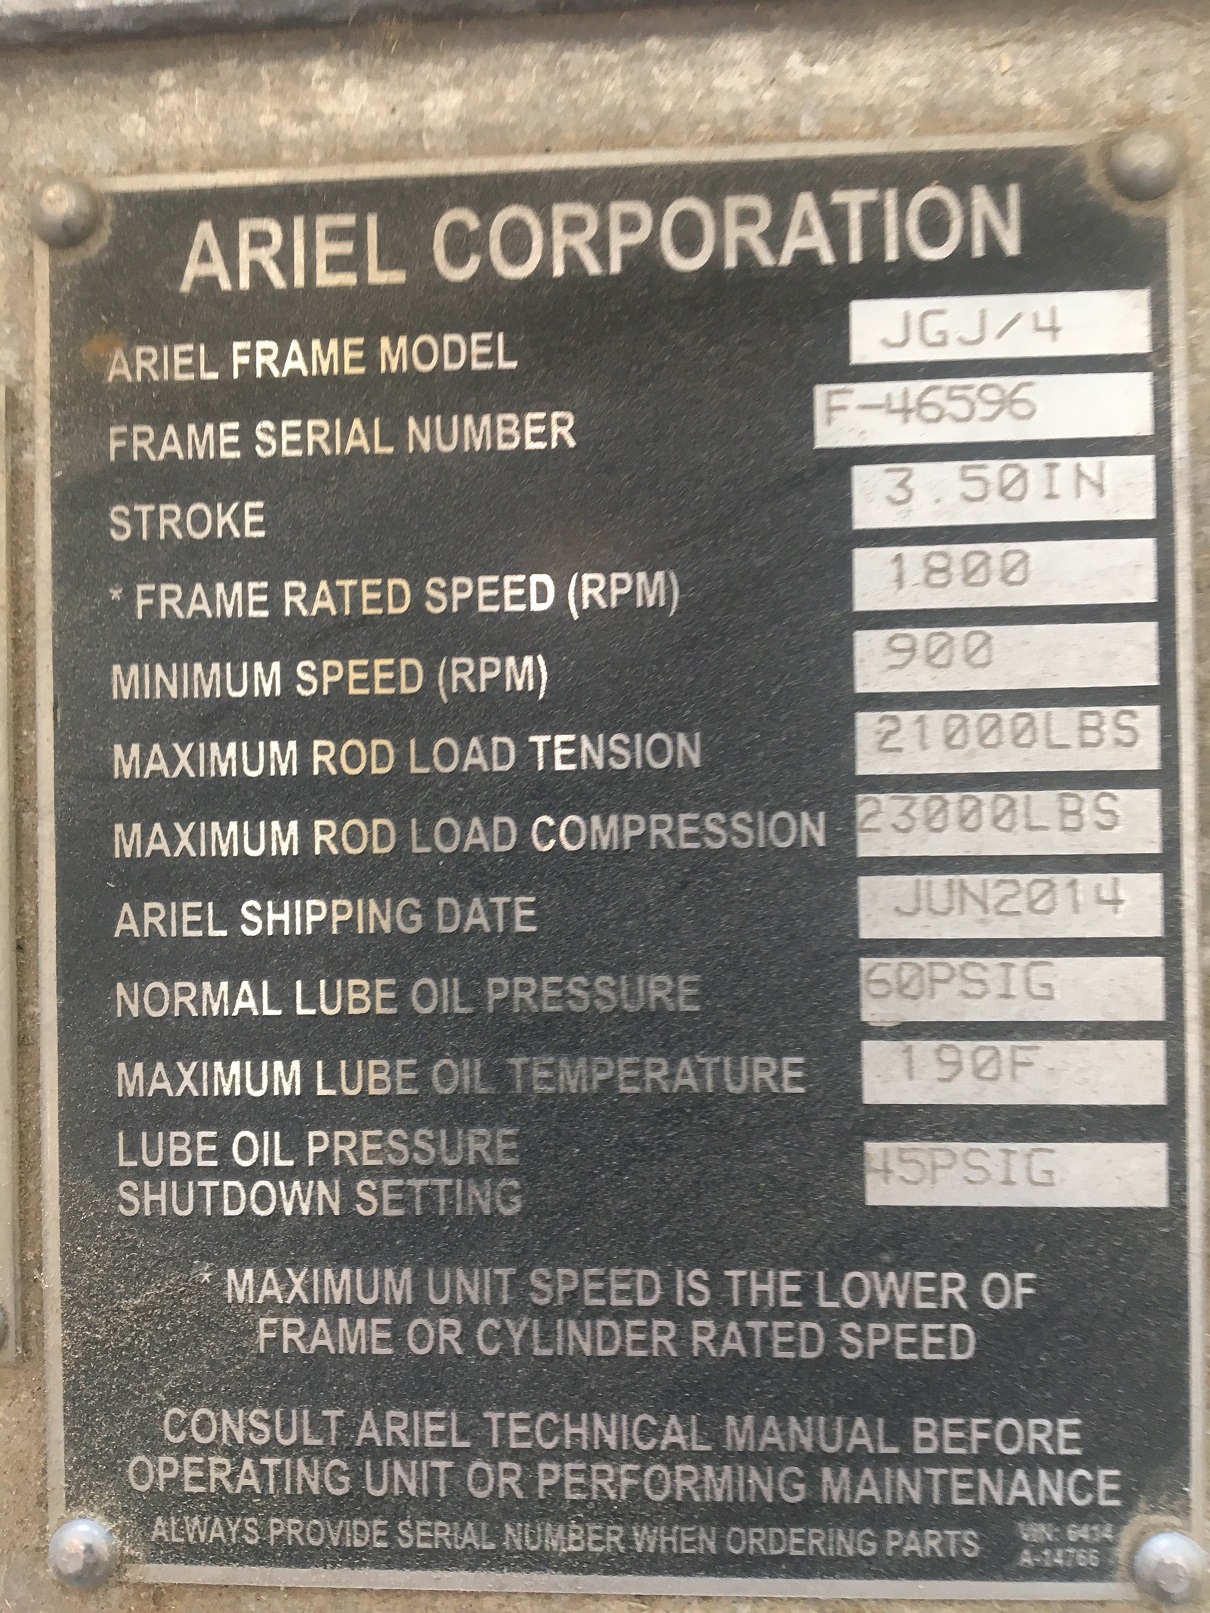 ARIEL CORPORATION
ARIEL FRAME MODEL JGJ/4
FRAME SERIAL NUMBER F-46596
STROKE 3.50IN
* FRAME RATED SPEED (RPM) 1800
MINIMUM SPEED (RPM) 900
MAXIMUM ROD LOAD TENSION 21000LBS
MAXIMUM ROD LOAD COMPRESSION 23000LBS
ARIEL SHIPPING DATE JUN2014
NORMAL LUBE OIL PRESSURE 60PSIG
MAXIMUM LUBE OIL TEMPERATURE 190F
LUBE OIL PRESSURE
SHUTDOWN SETTING 45PSIG
* MAXIMUM UNIT SPEED IS THE LOWER OF
FRAME OR CYLINDER RATED SPEED
CONSULT ARIEL TECHNICAL MANUAL BEFORE
OPERATING UNIT OR PERFORMING MAINTENANCE
ALWAYS PROVIDE SERIAL NUMBER WHEN ORDERING PARTS
A-14766